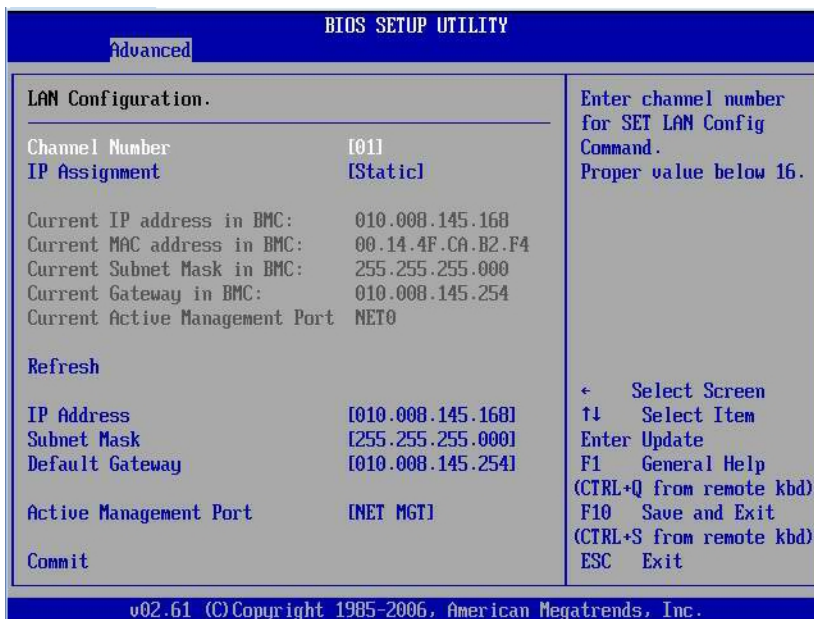 BIOS SETUP UTILITY
Advanced
LAN Configuration.
Channel Number [01]
IP Assignment [Static]
Current IP address in BMC: 010.008.145.168
Current MAC address in BMC: 00.14.4F.CA.B2.F4
Current Subnet Mask in BMC: 255.255.255.000
Current Gateway in BMC: 010.008.145.254
Current Active Management Port NET0
Refresh
IP Address [010.008.145.168]
Subnet Mask [255.255.255.000]
Default Gateway [010.008.145.254]
Active Management Port [NET MGT]
Commit
Enter channel number
for SET LAN Config
Command.
Proper value below 16.
← Select Screen
↑↓ Select Item
Enter Update
F1 General Help
(CTRL+Q from remote kbd)
F10 Save and Exit
(CTRL+S from remote kbd)
ESC Exit
v02.61 (C)Copyright 1985-2006, American Megatrends, Inc.